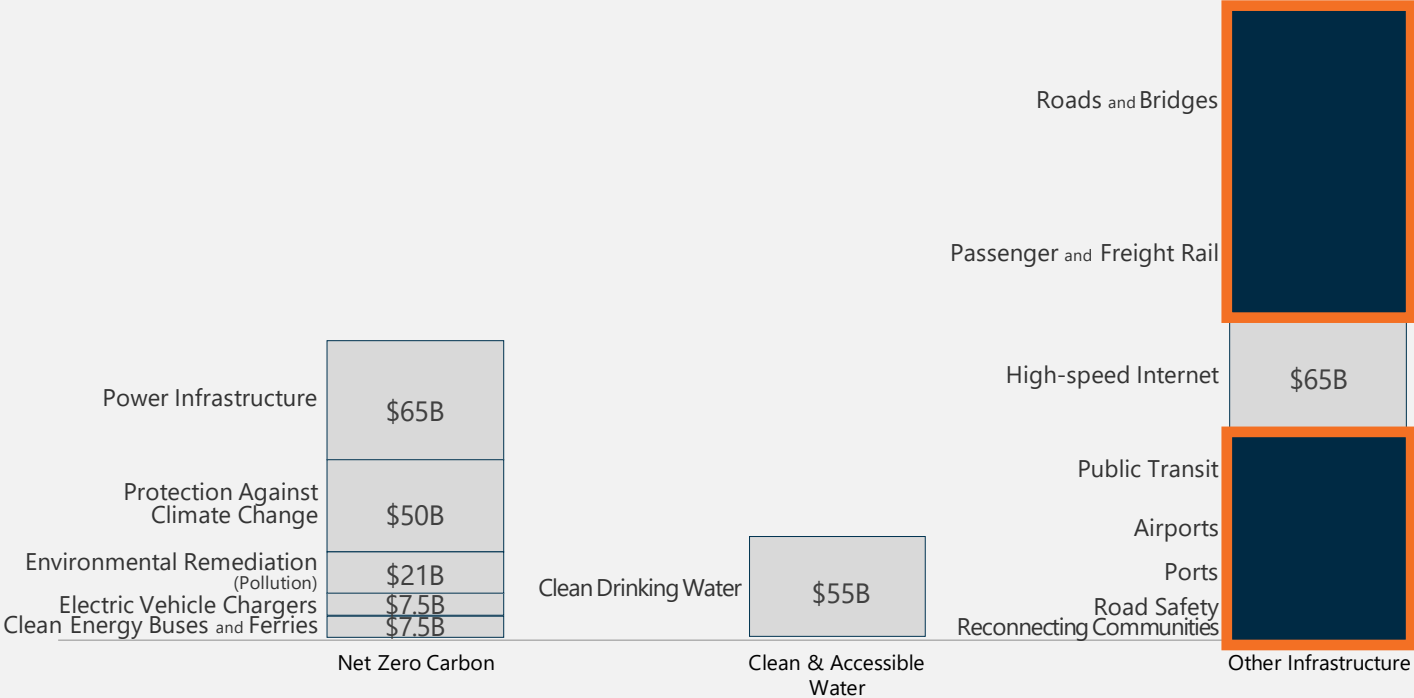 Roads and Bridges
Passenger and Freight Rail
High-speed Internet
$65B
Public Transit
Airports
Ports
Road Safety
Reconnecting Communities
Power Infrastructure
$65B
Protection Against
Climate Change
$50B
Environmental Remediation
(Pollution)
$21B
Electric Vehicle Chargers
$7.5B
Clean Energy Buses and Ferries
$7.5B
Clean Drinking Water
$55B
Net Zero Carbon
Clean & Accessible
Water
Other Infrastructure